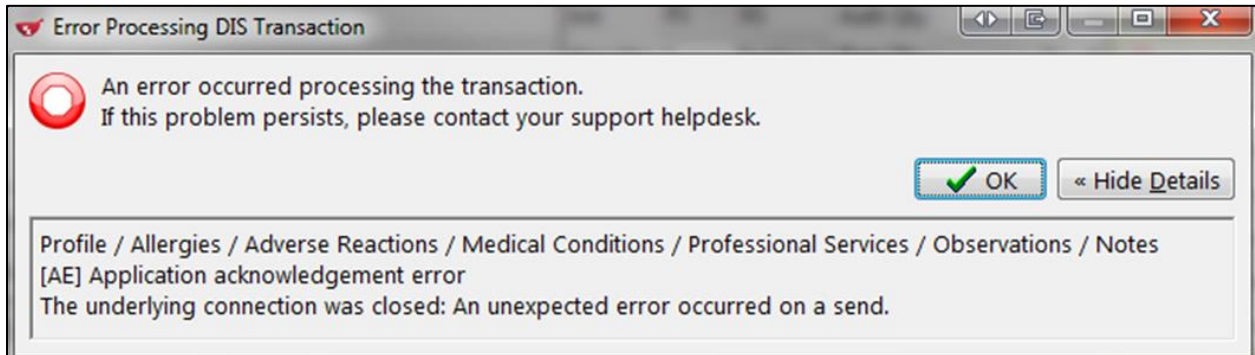 Error Processing DIS Transaction
An error occurred processing the transaction.
If this problem persists, please contact your support helpdesk.
OK
« Hide Details
Profile / Allergies / Adverse Reactions / Medical Conditions / Professional Services / Observations / Notes
[AE] Application acknowledgement error
The underlying connection was closed: An unexpected error occurred on a send.